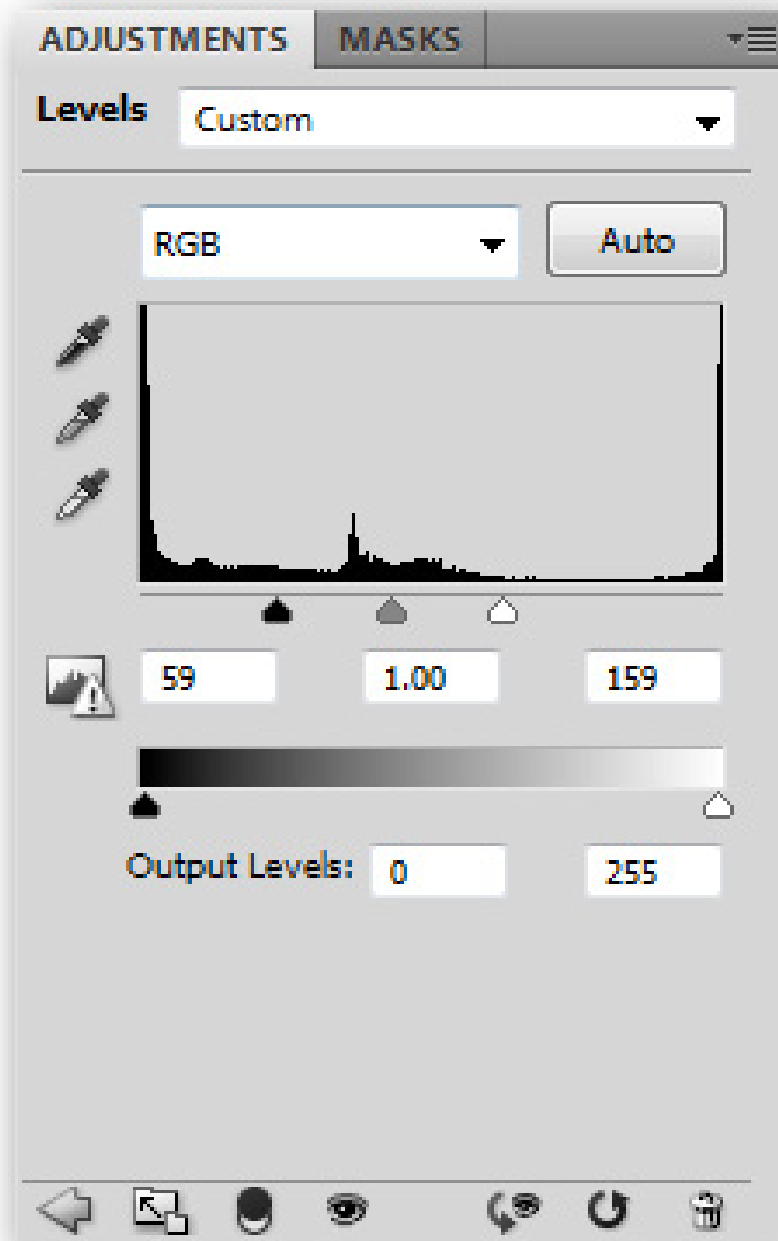 ADJUSTMENTS MASKS
Levels Custom
RGB Auto
59 1.00 159
Output Levels: 0 255